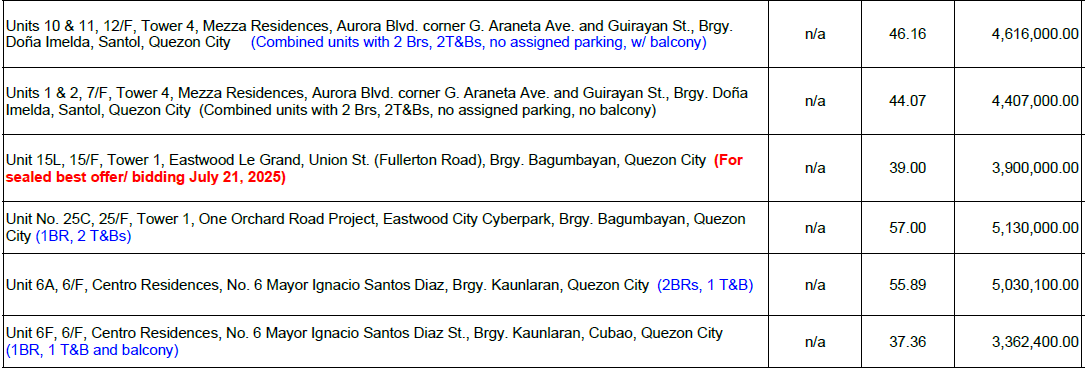 Units 10 & 11, 12/F, Tower 4, Mezza Residences, Aurora Blvd. corner G. Araneta Ave. and Guirayan St., Brgy.
Doña Imelda, Santol, Quezon City (Combined units with 2 Brs, 2T&Bs, no assigned parking, w/ balcony)
n/a
46.16
4,616,000.00
Units 1 & 2, 7/F, Tower 4, Mezza Residences, Aurora Blvd. corner G. Araneta Ave. and Guirayan St., Brgy. Doña
Imelda, Santol, Quezon City (Combined units with 2 Brs, 2T&Bs, no assigned parking, no balcony)
n/a
44.07
4,407,000.00
Unit 15L, 15/F, Tower 1, Eastwood Le Grand, Union St. (Fullerton Road), Brgy. Bagumbayan, Quezon City (For
sealed best offer/ bidding July 21, 2025)
n/a
39.00
3,900,000.00
Unit No. 25C, 25/F, Tower 1, One Orchard Road Project, Eastwood City Cyberpark, Brgy. Bagumbayan, Quezon
City (1BR, 2 T&Bs)
n/a
57.00
5,130,000.00
Unit 6A, 6/F, Centro Residences, No. 6 Mayor Ignacio Santos Diaz, Brgy. Kaunlaran, Quezon City (2BRs, 1 T&B)
n/a
55.89
5,030,100.00
Unit 6F, 6/F, Centro Residences, No. 6 Mayor Ignacio Santos Diaz St., Brgy. Kaunlaran, Cubao, Quezon City
(1BR, 1 T&B and balcony)
n/a
37.36
3,362,400.00